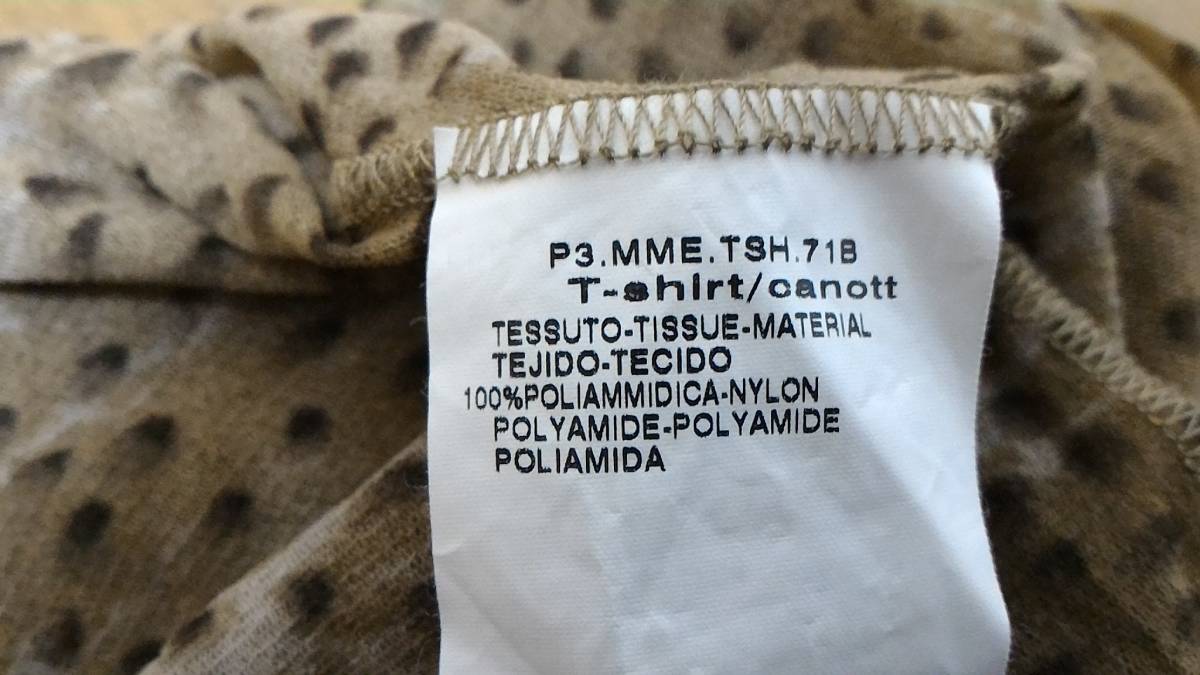 P3.MME.TSH.71B
T-shirt/canott
TESSUTO-TISSUE-MATERIAL
TEJIDO-TECIDO
100%POLIAMMIDICA-NYLON
POLYAMIDE-POLYAMIDE
POLIAMIDA